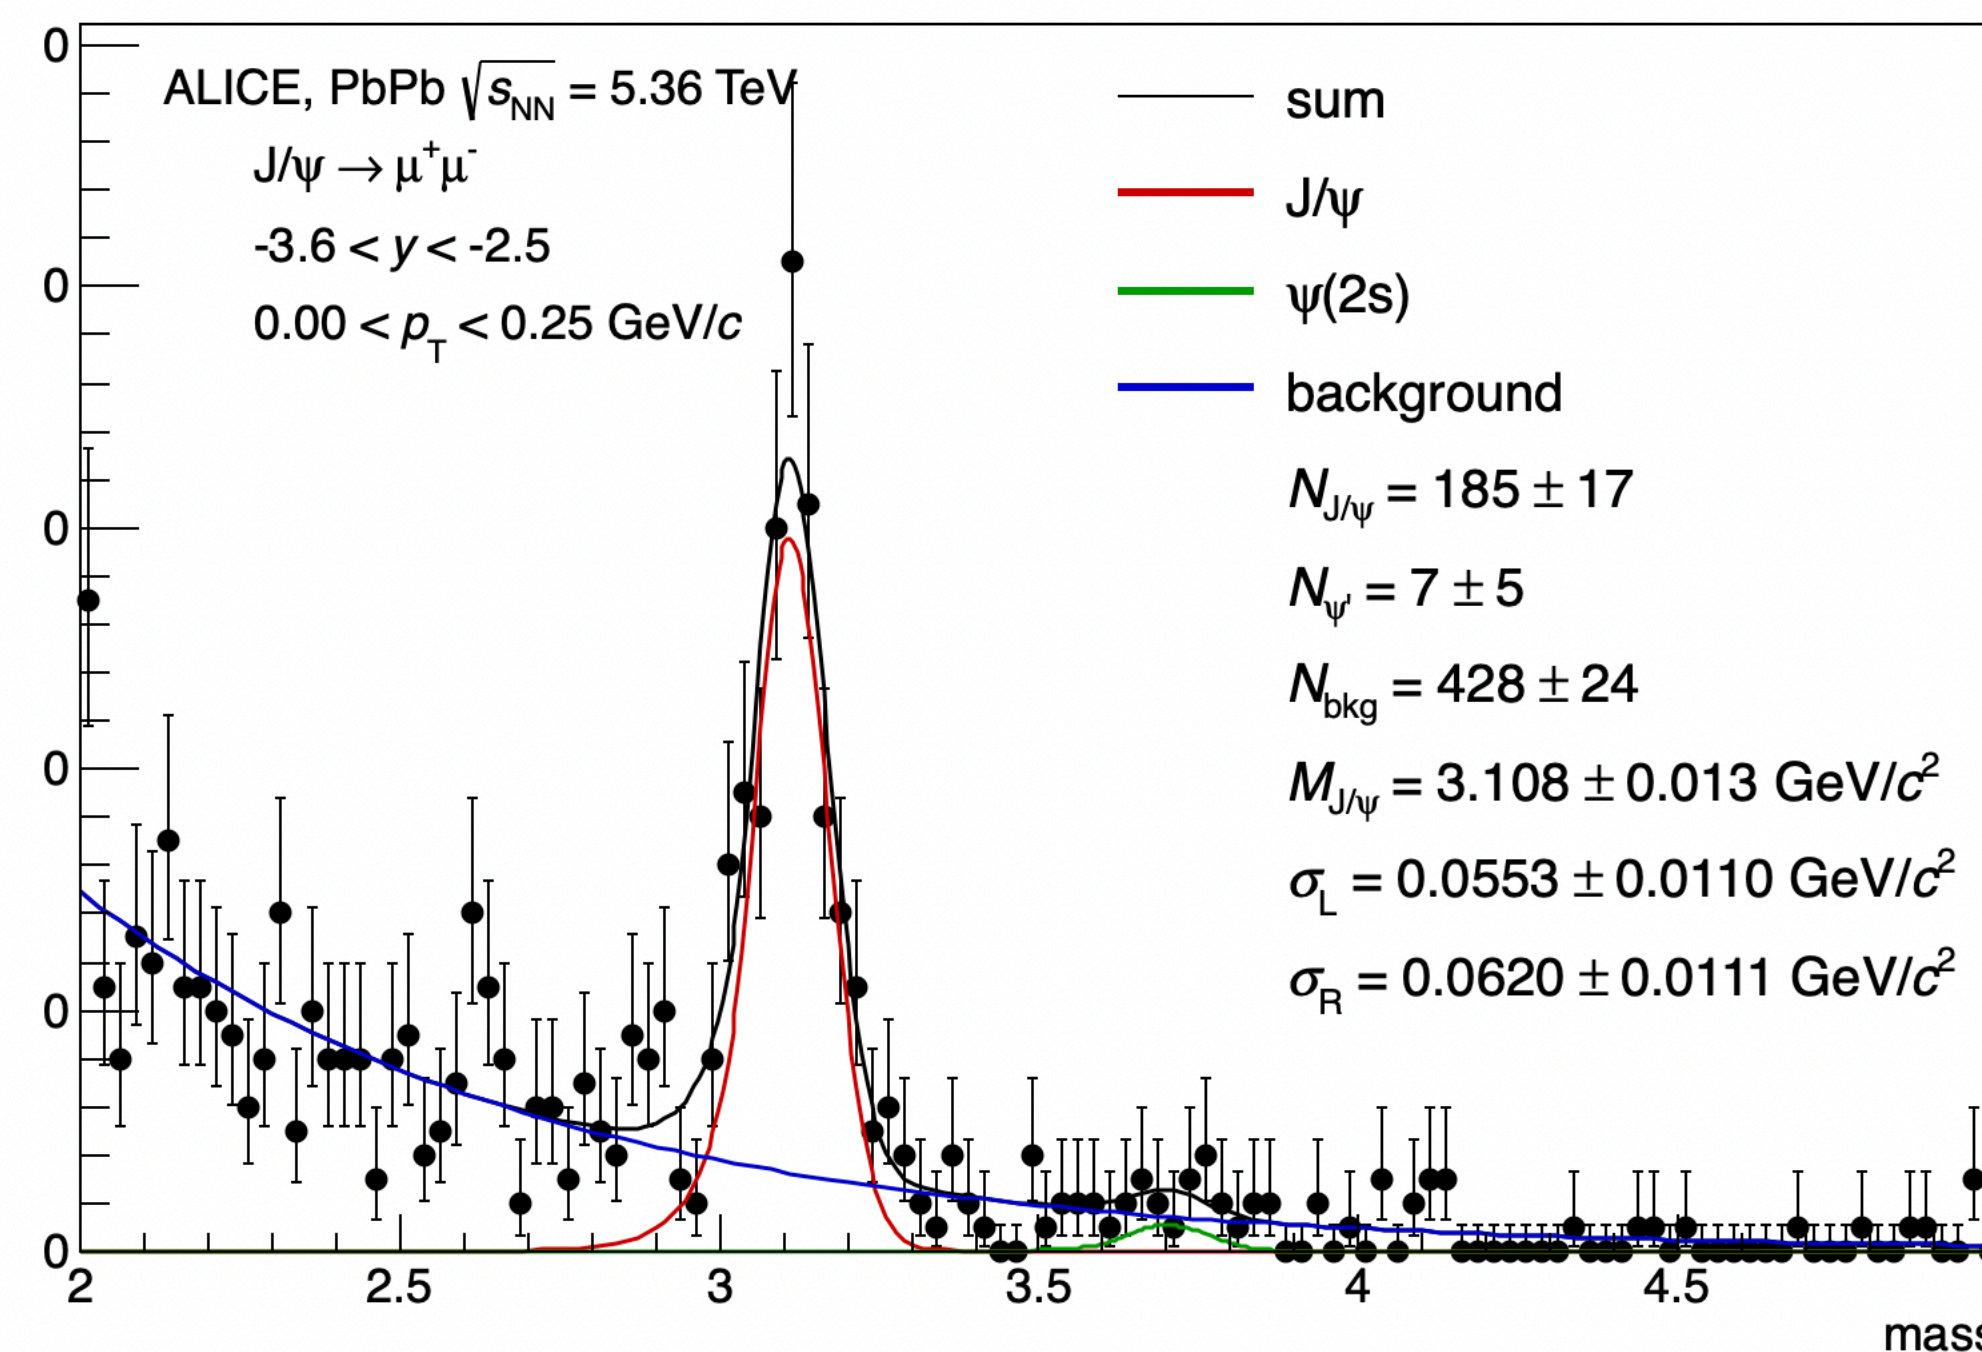 0
0
0
0
0
0
ALICE, PbPb √sNN = 5.36 TeV
J/ψ → μ+μ-
-3.6 < y < -2.5
0.00 < pT < 0.25 GeV/c
sum
J/ψ
ψ(2s)
background
NJ/ψ = 185 ± 17
Nψ' = 7 ± 5
Nbkg = 428 ± 24
MJ/ψ = 3.108 ± 0.013 GeV/c2
σL = 0.0553 ± 0.0110 GeV/c2
σR = 0.0620 ± 0.0111 GeV/c2
2 2.5 3 3.5 4 4.5
mass